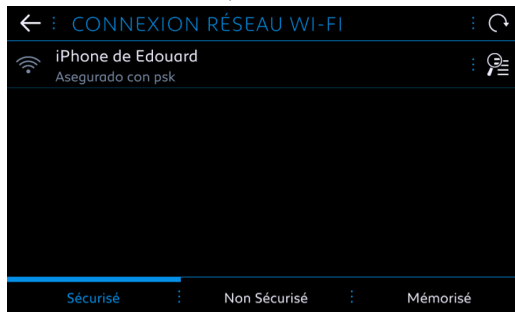 CONNEXION RÉSEAU WI-FI
iPhone de Edouard
Asegurado con psk
Sécurisé Non Sécurisé Mémorisé